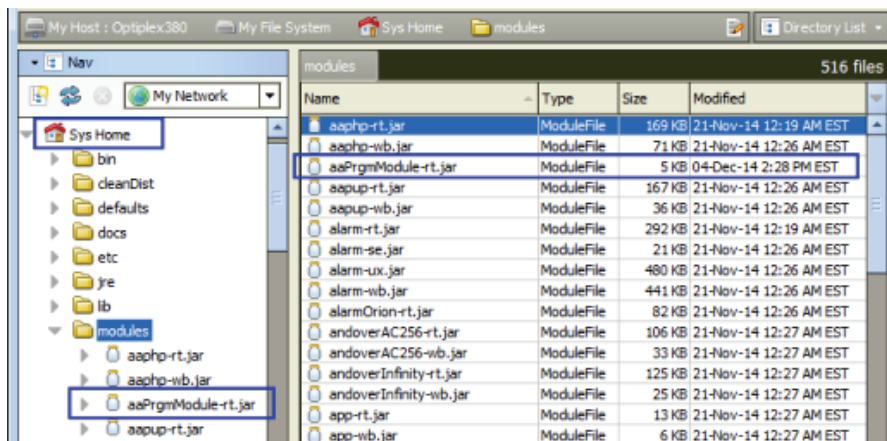 My Host : Optiplex380 My File System Sys Home modules Directory List
Nav
modules 516 files
My Network
Name Type Size Modified
Sys Home
bin
cleanDist
defaults
docs
etc
jre
lib
modules
aaphp-rt.jar
aaphp-wb.jar
aaPrgmModule-rt.jar
aapup-rt.jar
aaphp-rt.jar ModuleFile 169 KB 21-Nov-14 12:19 AM EST
aaphp-wb.jar ModuleFile 71 KB 21-Nov-14 12:26 AM EST
aaPrgmModule-rt.jar ModuleFile 5 KB 04-Dec-14 2:28 PM EST
aapup-rt.jar ModuleFile 167 KB 21-Nov-14 12:26 AM EST
aapup-wb.jar ModuleFile 36 KB 21-Nov-14 12:26 AM EST
alarm-rt.jar ModuleFile 292 KB 21-Nov-14 12:19 AM EST
alarm-se.jar ModuleFile 21 KB 21-Nov-14 12:26 AM EST
alarm-ux.jar ModuleFile 480 KB 21-Nov-14 12:26 AM EST
alarm-wb.jar ModuleFile 441 KB 21-Nov-14 12:26 AM EST
alarmOrion-rt.jar ModuleFile 82 KB 21-Nov-14 12:26 AM EST
andoverAC256-rt.jar ModuleFile 106 KB 21-Nov-14 12:27 AM EST
andoverAC256-wb.jar ModuleFile 33 KB 21-Nov-14 12:27 AM EST
andoverInfinity-rt.jar ModuleFile 125 KB 21-Nov-14 12:27 AM EST
andoverInfinity-wb.jar ModuleFile 25 KB 21-Nov-14 12:27 AM EST
app-rt.jar ModuleFile 13 KB 21-Nov-14 12:27 AM EST
app-wb.jar ModuleFile 6 KB 21-Nov-14 12:27 AM EST